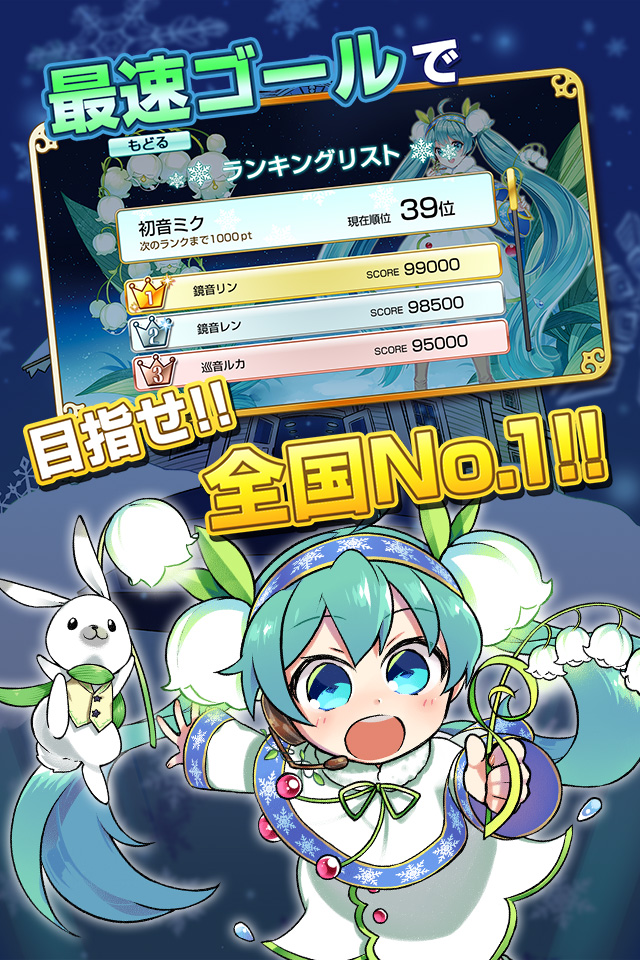 最速ゴールで
もどる
ランキングリスト
初音ミク
現在順位 39位
次のランクまで1000pt
1 鏡音リン SCORE 99000
2 鏡音レン SCORE 98500
3 巡音ルカ SCORE 95000
目指せ!!
全国No.1!!